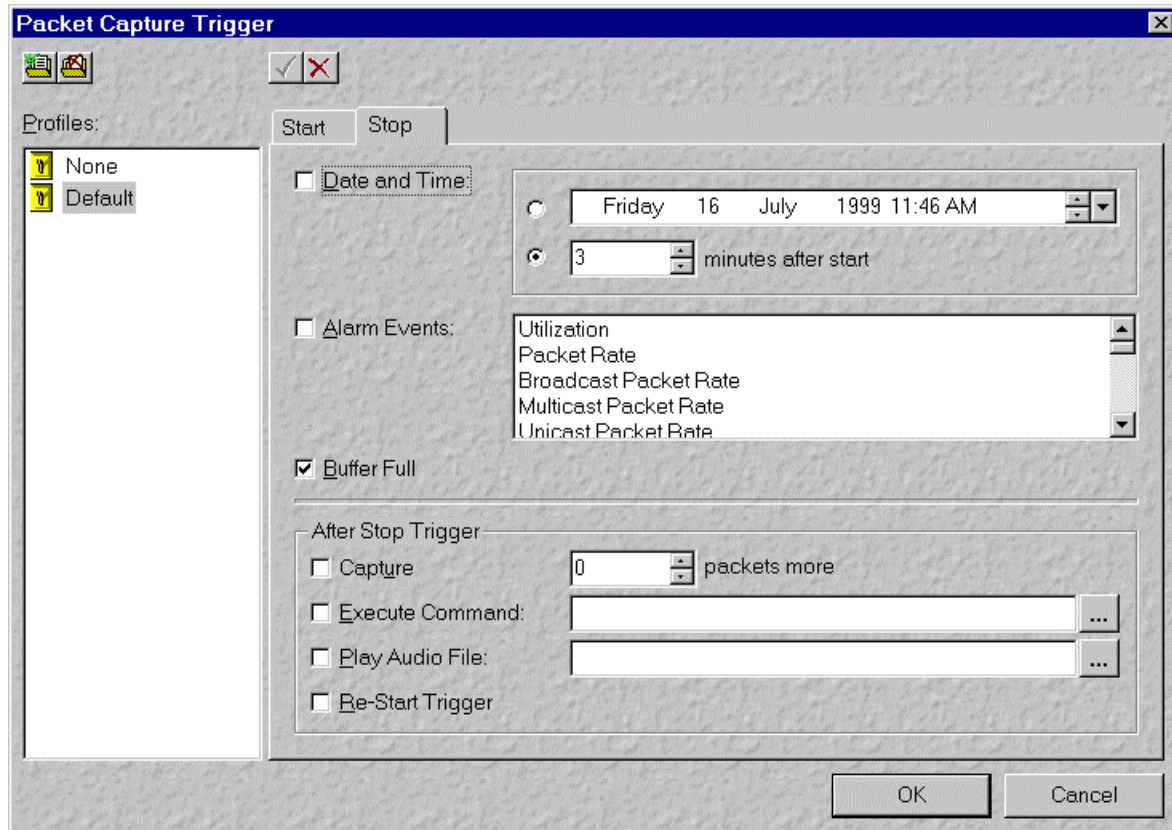 Packet Capture Trigger
Profiles:
None
Default
Start
Stop
Date and Time:
Friday 16 July 1999 11:46 AM
3 minutes after start
Alarm Events:
Utilization
Packet Rate
Broadcast Packet Rate
Multicast Packet Rate
Unicast Packet Rate
Buffer Full
After Stop Trigger
Capture 0 packets more
Execute Command: ...
Play Audio File: ...
Re-Start Trigger
OK
Cancel